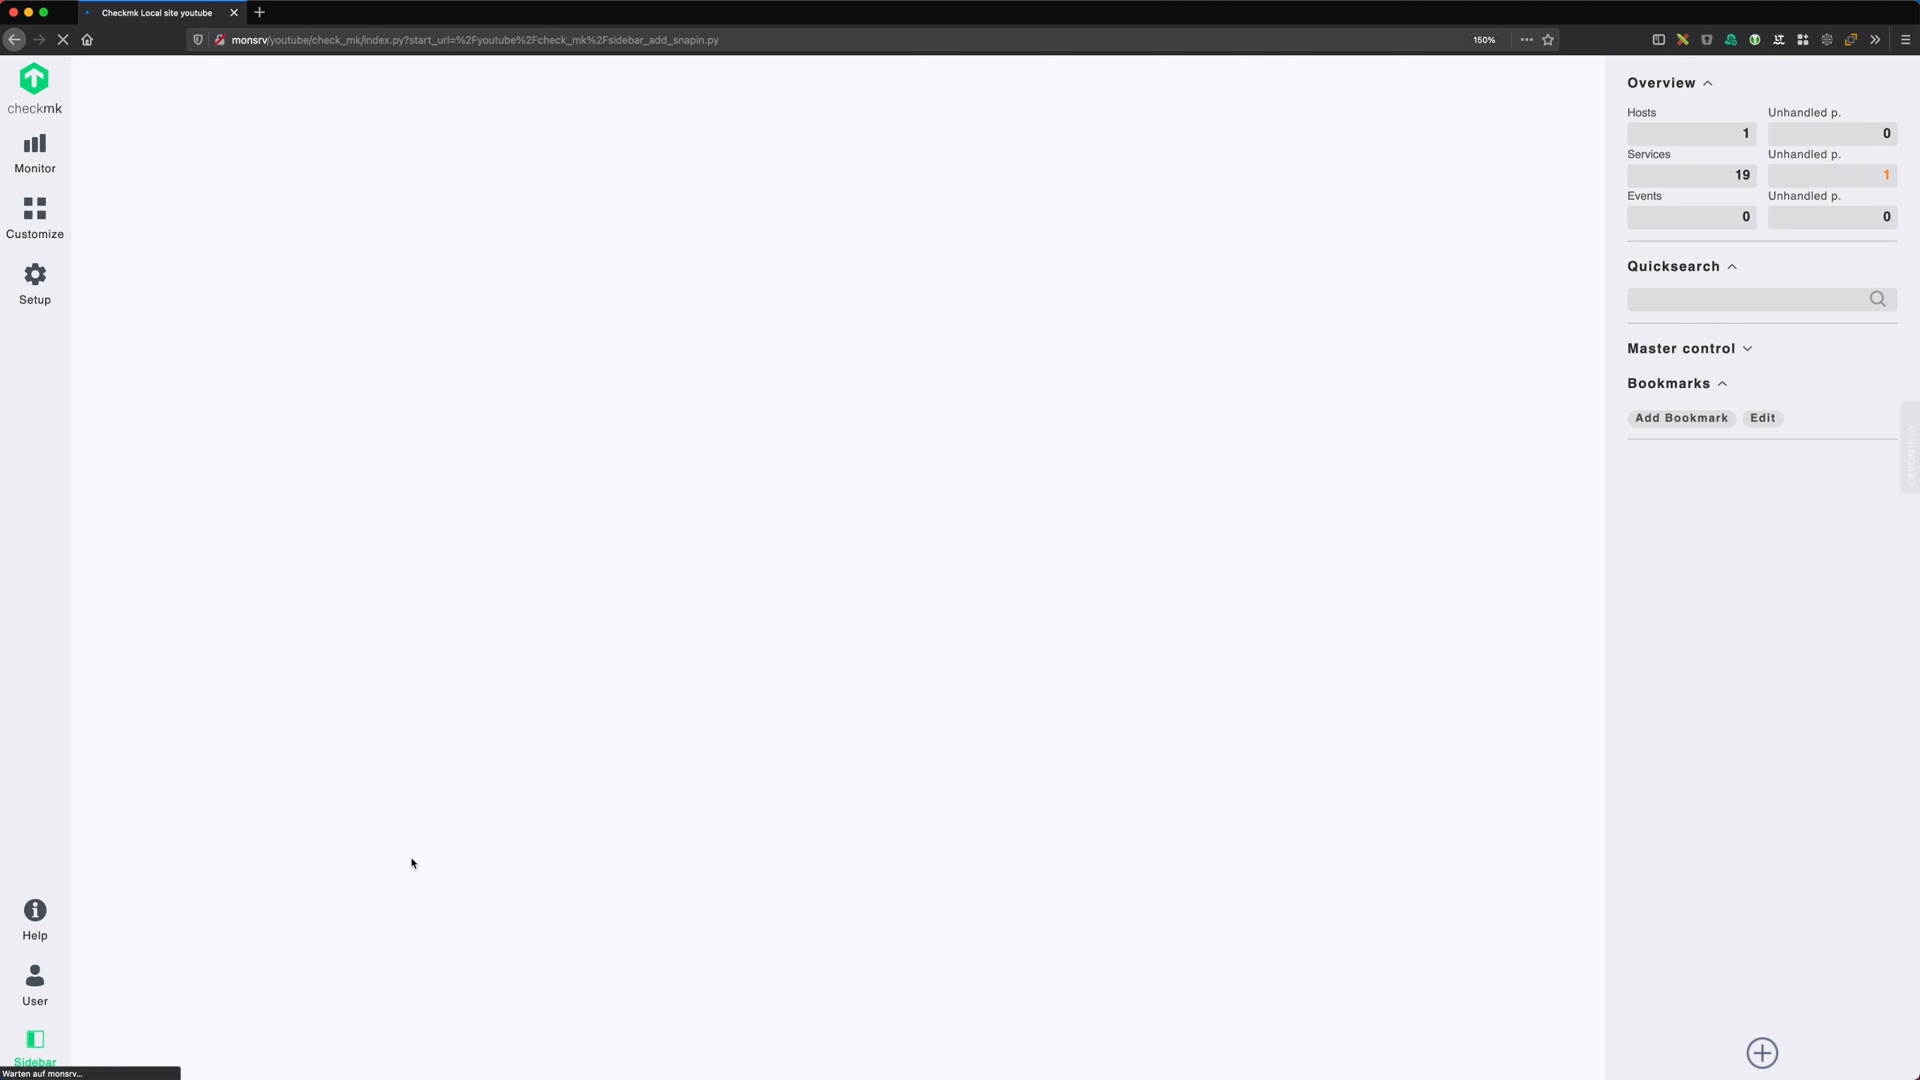 Checkmk Local site youtube
monsrv/youtube/check_mk/index.py?start_url=%2Fyoutube%2Fcheck_mk%2Fsidebar_add_snapin.py
150%
checkmk
Monitor
Customize
Setup
Help
User
Sidebar
Warten auf monsrv...
Overview
Hosts Unhandled p.
1 0
Services Unhandled p.
19 1
Events Unhandled p.
0 0
Quicksearch
Master control
Bookmarks
Add Bookmark Edit
DEVONthink